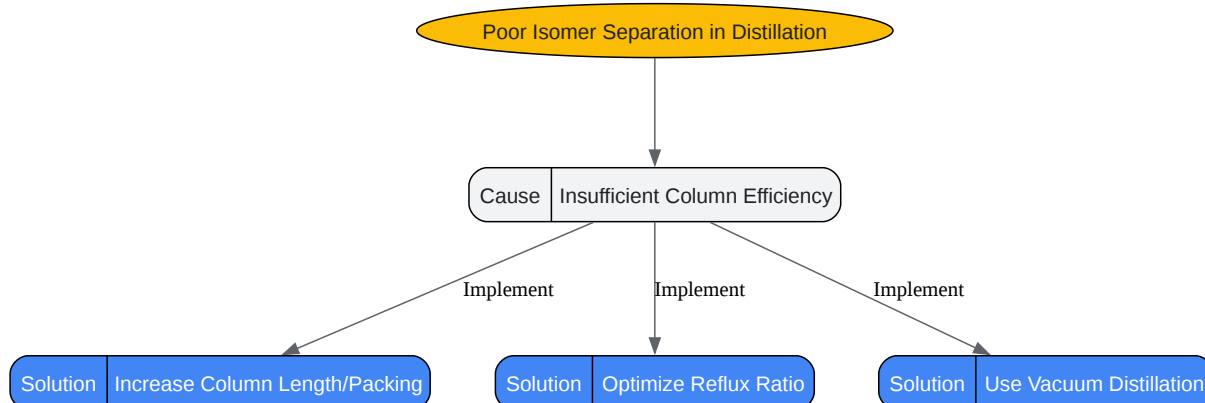 Poor Isomer Separation in Distillation
Cause Insufficient Column Efficiency
Implement Implement Implement
Solution Increase Column Length/Packing Solution Optimize Reflux Ratio Solution Use Vacuum Distillation